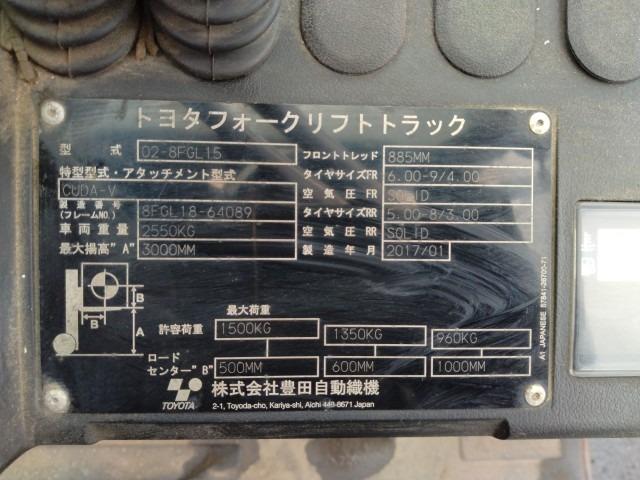 トヨタフォークリフトトラック
型式 02-8FGL15 フロントトレッド 885MM
特型型式・アタッチメント型式 タイヤサイズFR 6.00-9/4.00
CUDA-V 空気圧FR SOLID
製造番号 (フレームNO.) 8FGL18-64089 タイヤサイズRR 5.00-8/3.00
車両重量 2550KG 空気圧RR SOLID
最大揚高"A" 3000MM 製造年月 2017/01
B
B
A
最大荷重
許容荷重 1500KG 1350KG 960KG
ロードセンター"B" 500MM 600MM 1000MM
TOYOTA 株式会社豊田自動織機
2-1, Toyoda-cho, Kariya-shi, Aichi 448-8671 Japan
A1 JAPANESE 57841-26700-71